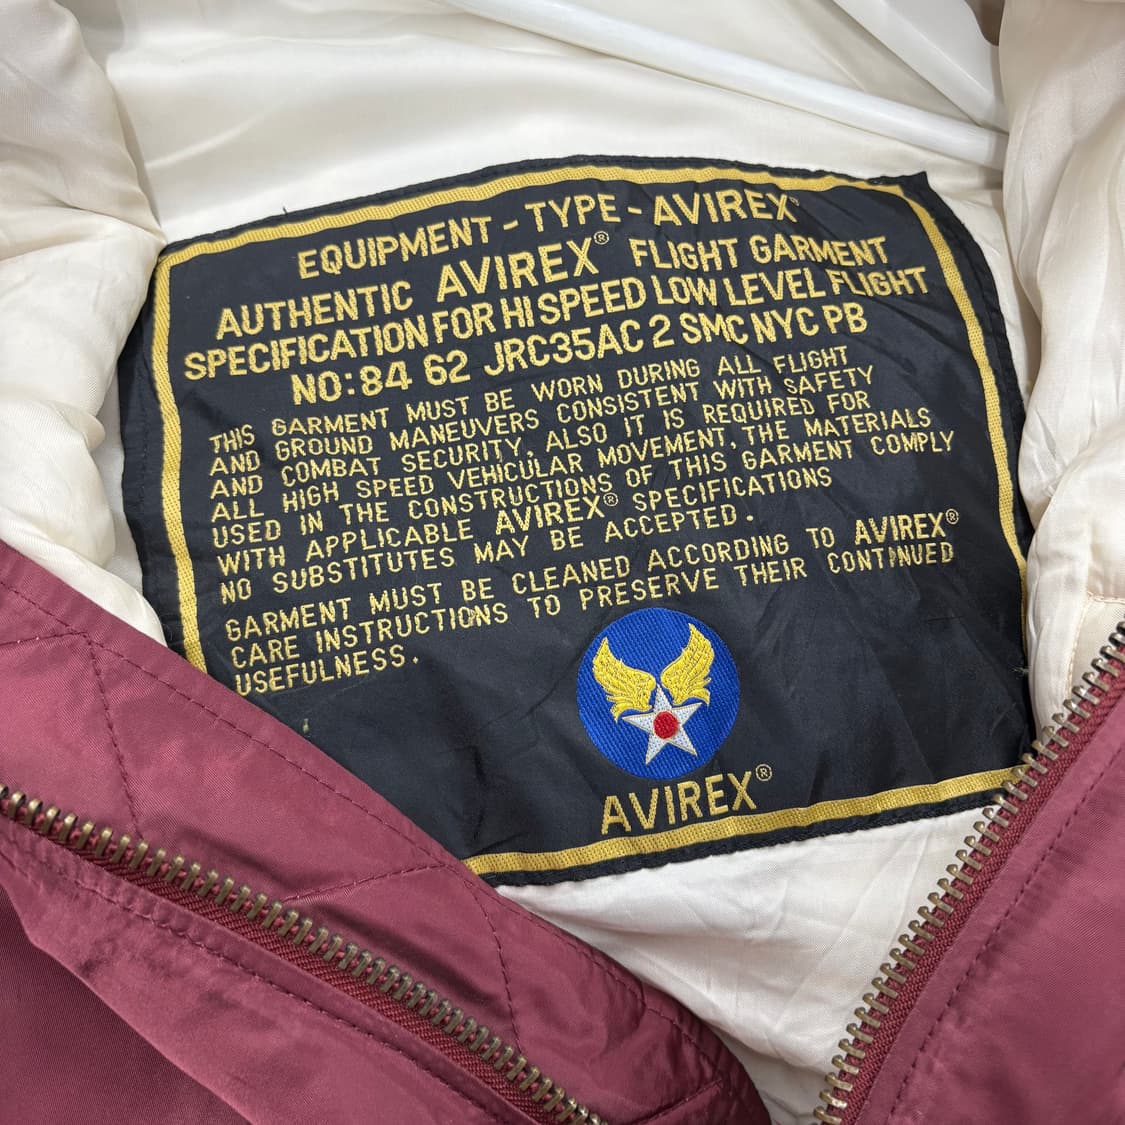 EQUIPMENT - TYPE - AVIREX®
AUTHENTIC AVIREX® FLIGHT GARMENT
SPECIFICATION FOR HI SPEED LOW LEVEL FLIGHT
NO: 84 62 JRC35AC 2 SMC NYC PB
THIS GARMENT MUST BE WORN DURING ALL FLIGHT
AND GROUND MANEUVERS CONSISTENT WITH SAFETY
AND COMBAT SECURITY, ALSO IT IS REQUIRED FOR
ALL HIGH SPEED VEHICULAR MOVEMENT, THE MATERIALS
USED IN THE CONSTRUCTIONS OF THIS GARMENT COMPLY
WITH APPLICABLE AVIREX® SPECIFICATIONS
NO SUBSTITUTES MAY BE ACCEPTED.
GARMENT MUST BE CLEANED ACCORDING TO AVIREX®
CARE INSTRUCTIONS TO PRESERVE THEIR CONTINUED
USEFULNESS.
AVIREX®